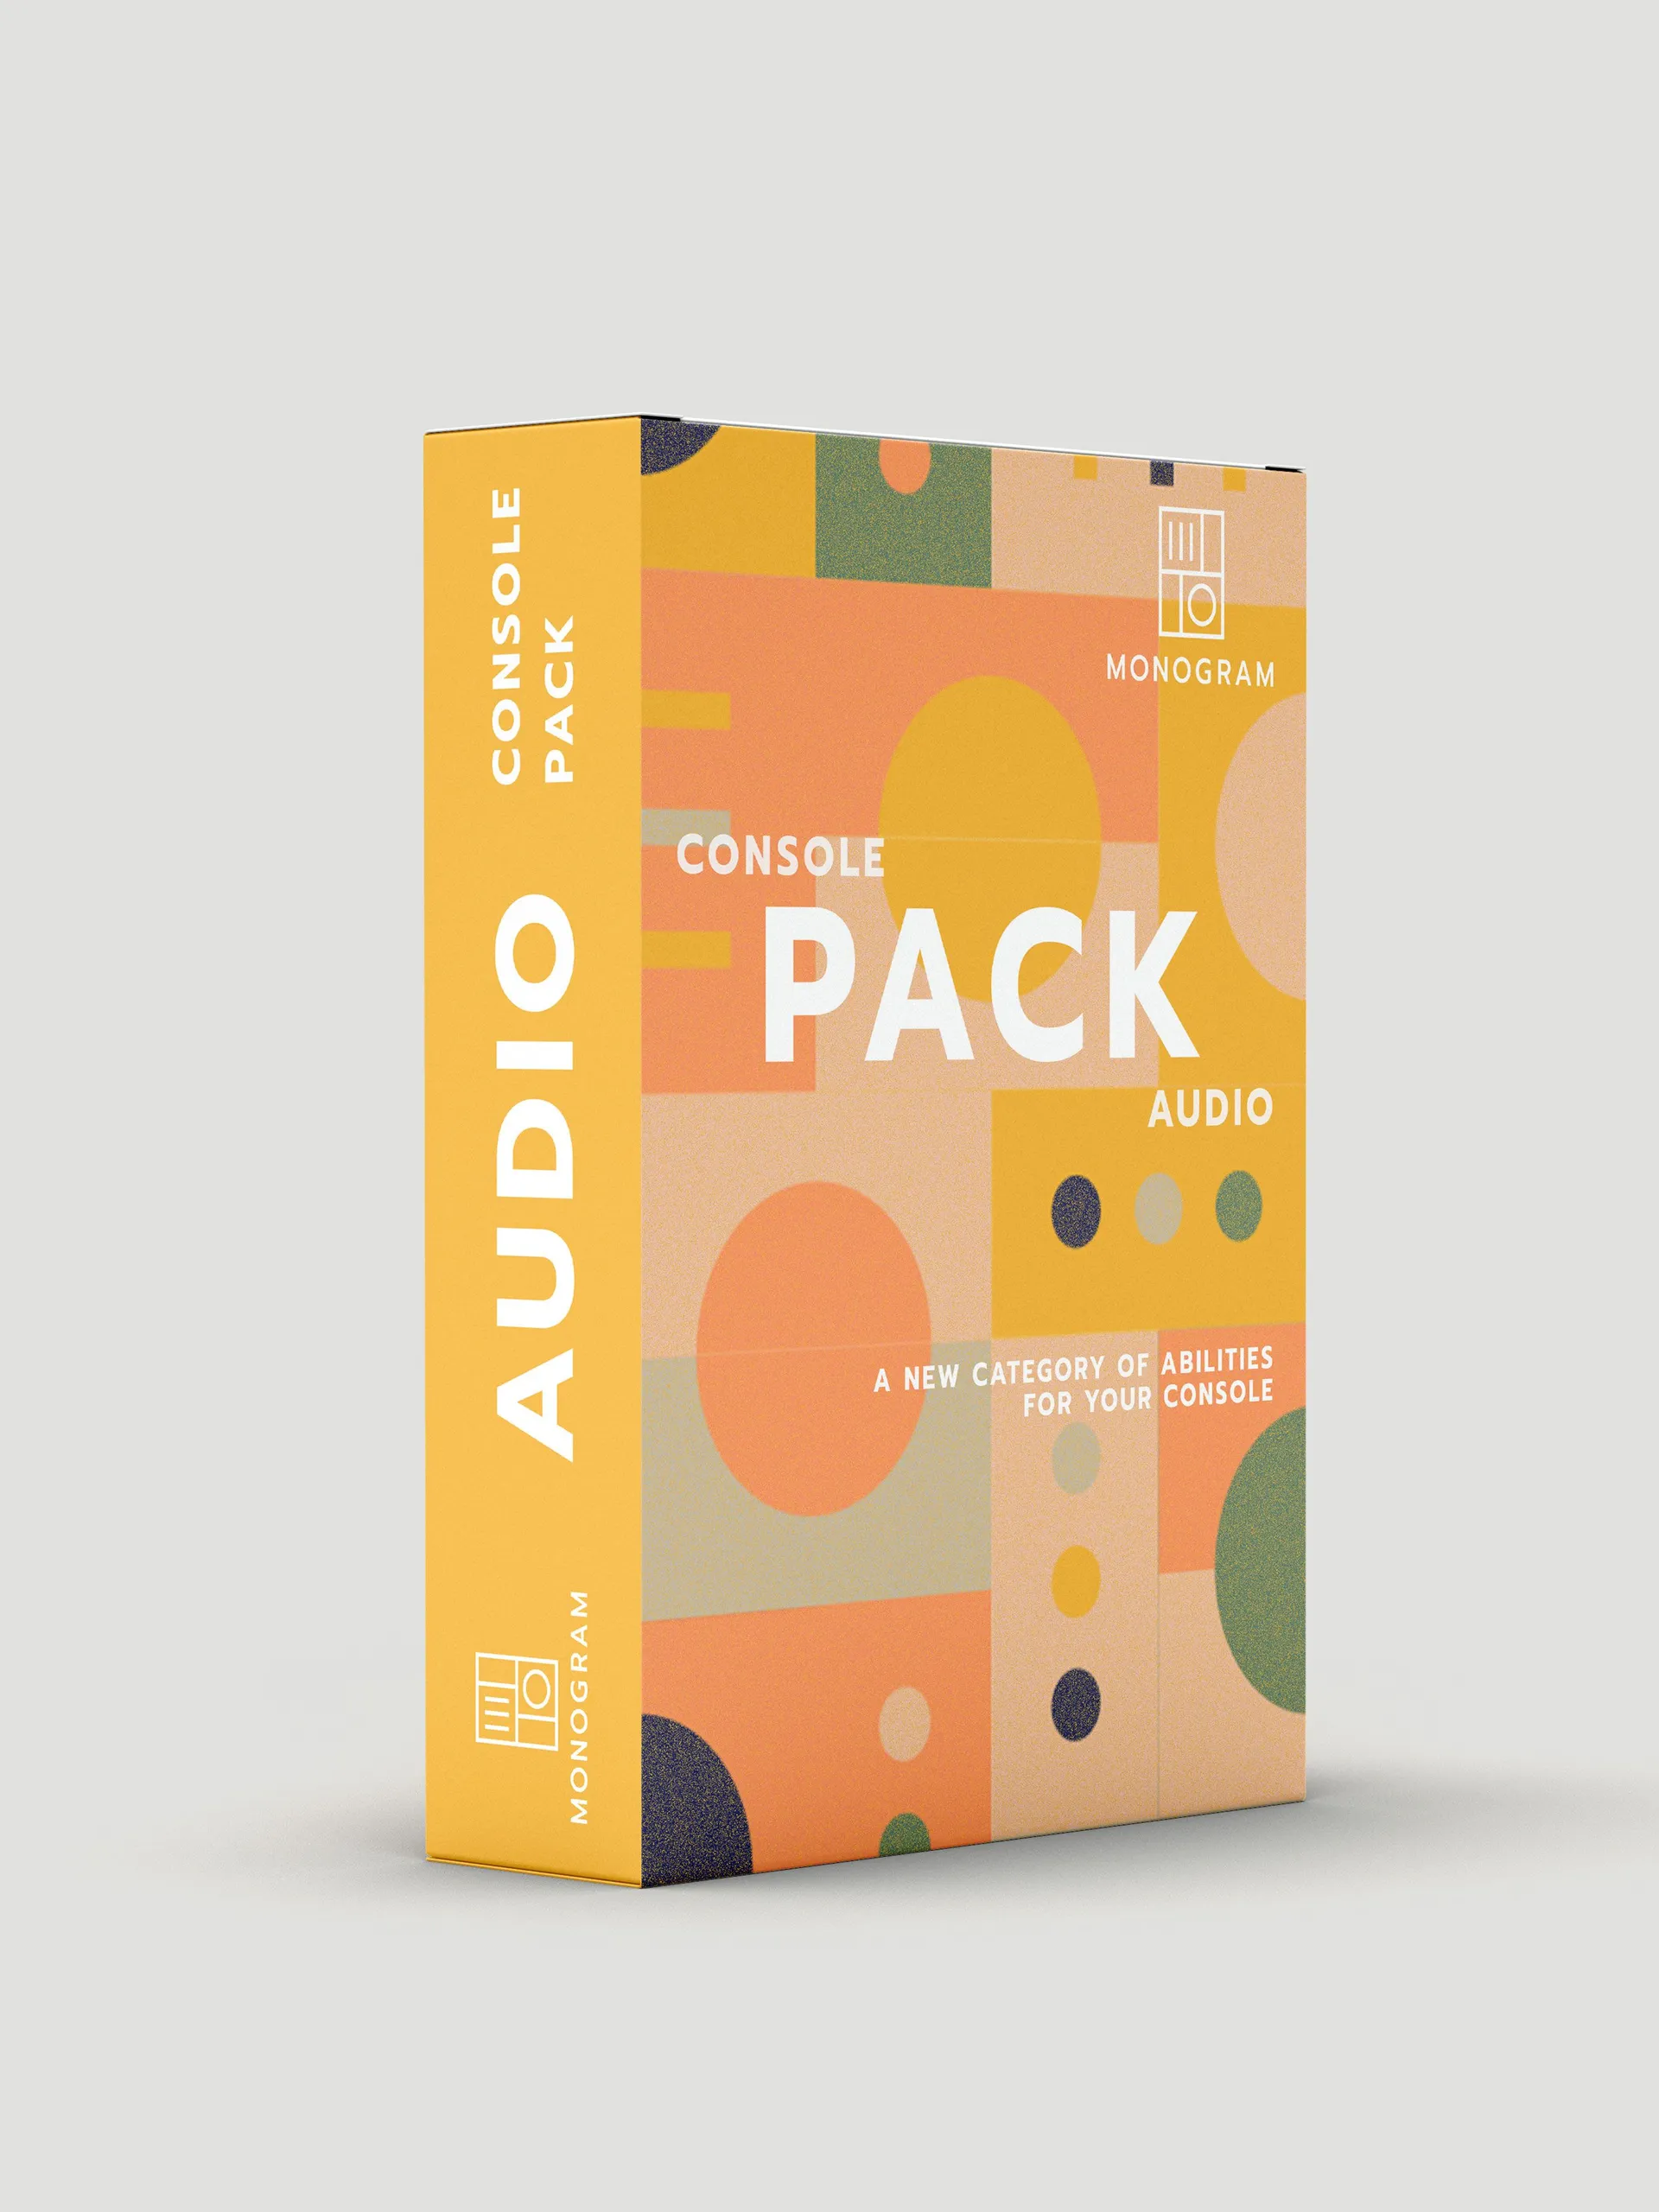 CONSOLE
PACK
AUDIO
MONOGRAM
MONOGRAM
CONSOLE
PACK
AUDIO
A NEW CATEGORY OF ABILITIES
FOR YOUR CONSOLE